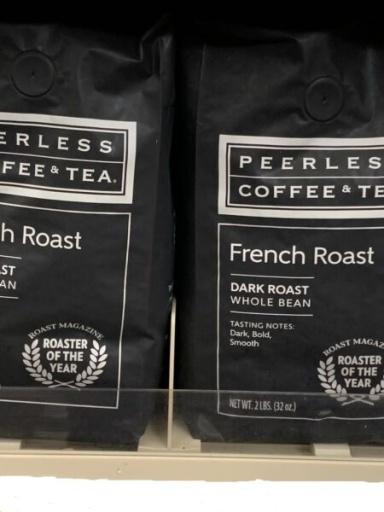 ERLESS
FEE & TEA®
h Roast
ST
AN
ROAST MAGAZINE
ROASTER
OF THE
YEAR
PEERLES
COFFEE & TE
French Roast
DARK ROAST
WHOLE BEAN
TASTING NOTES:
Dark, Bold,
Smooth
ROAST MAGAZ
ROASTER
OF THE
YEAR
NET WT. 2 LBS. (32 oz.)